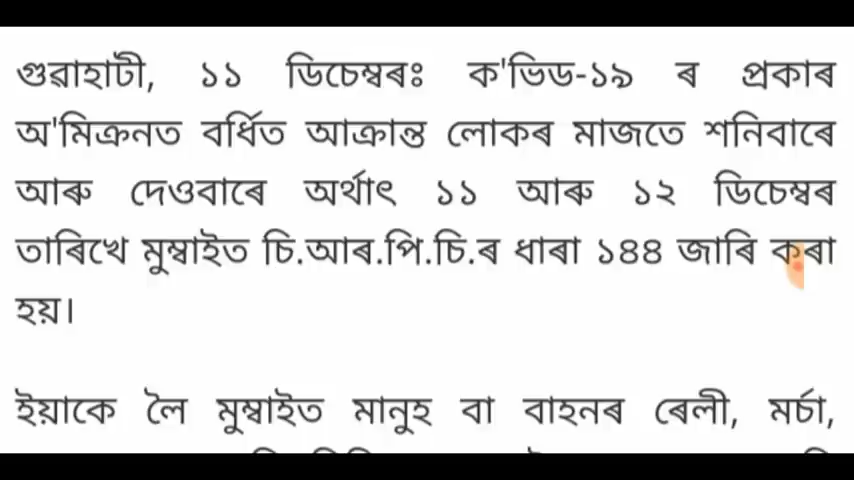 গুৱাহাটী, ১১ ডিচেম্বৰঃ ক'ভিড-১৯ ৰ প্ৰকাৰ
অ'মিক্ৰনত বৰ্ধিত আক্ৰান্ত লোকৰ মাজতে শনিবাৰে
আৰু দেওবাৰে অৰ্থাৎ ১১ আৰু ১২ ডিচেম্বৰ
তাৰিখে মুম্বাইত চি.আৰ.পি.চি.ৰ ধাৰা ১৪৪ জাৰি কৰা
হয়।
ইয়াকে লৈ মুম্বাইত মানুহ বা বাহনৰ ৰেলী, মৰ্চা,